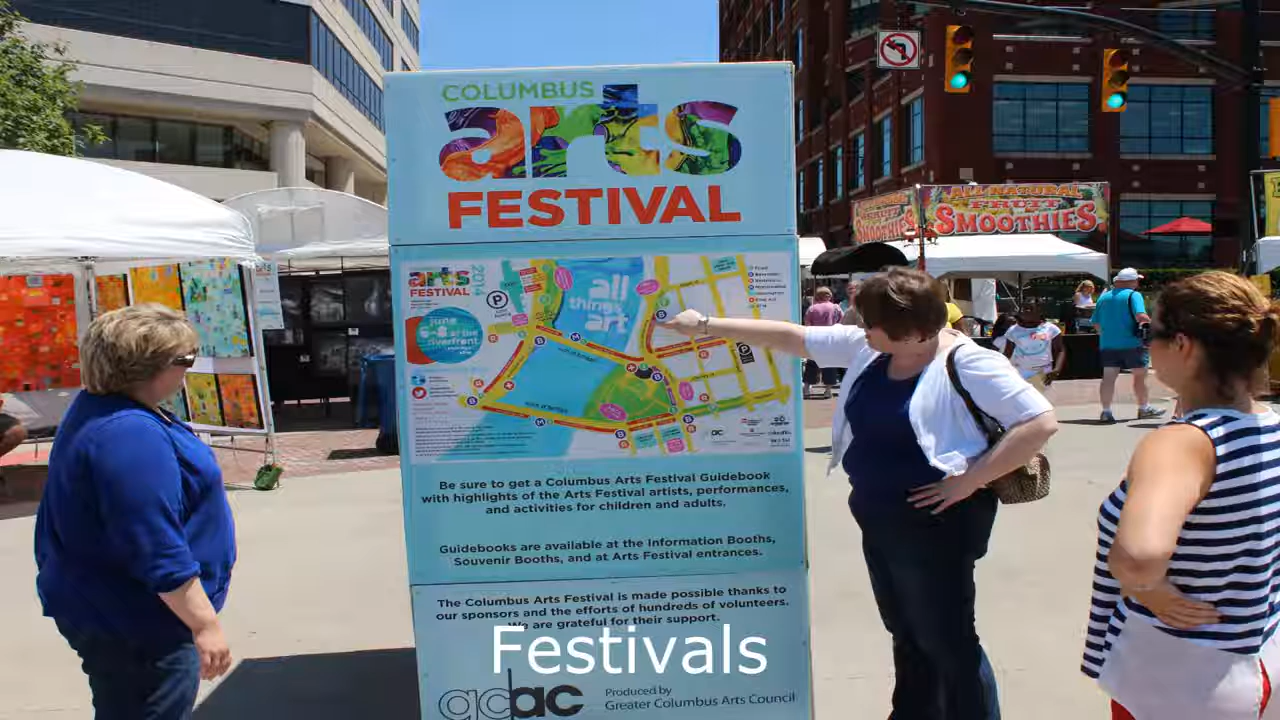 COLUMBUS
arts
FESTIVAL
ALL NATURAL
FRUIT
SMOOTHIES
SMOOTHIES
arts
FESTIVAL
2014
june
6-8 at the
riverfront
all
things
art
P
P
Be sure to get a Columbus Arts Festival Guidebook
with highlights of the Arts Festival artists, performances,
and activities for children and adults.
Guidebooks are available at the Information Booths,
Souvenir Booths, and at Arts Festival entrances.
The Columbus Arts Festival is made possible thanks to
our sponsors and the efforts of hundreds of volunteers.
We are grateful for their support.
Festivals
gcac
Produced by
Greater Columbus Arts Council